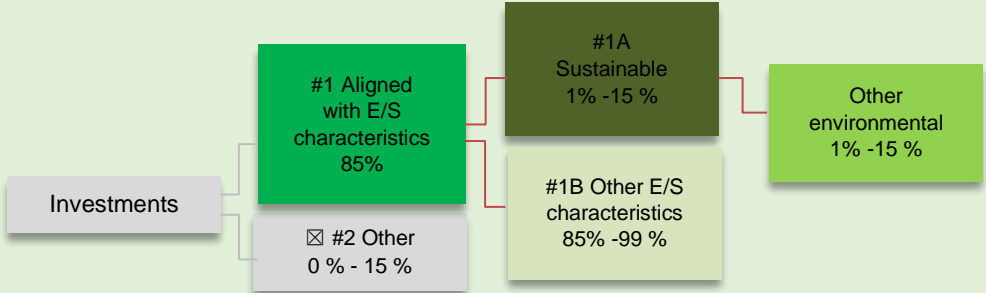 Investments
#1 Aligned
with E/S
characteristics
85%
☒ #2 Other
0 % - 15 %
#1A
Sustainable
1% -15 %
#1B Other E/S
characteristics
85% -99 %
Other
environmental
1% -15 %